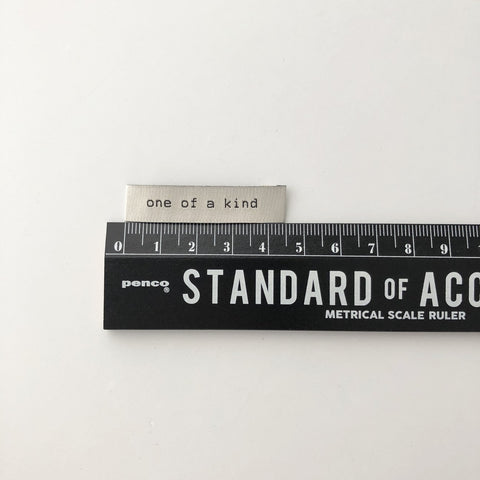 one of a kind
0 1 2 3 4 5 6 7 8 9
penco®
STANDARD OF ACC
METRICAL SCALE RULER